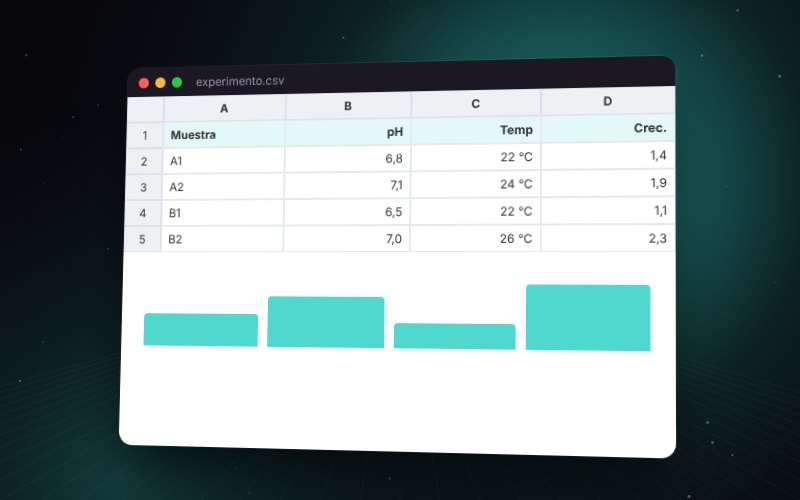 experimento.csv
A B C D
1 Muestra pH Temp Crec.
2 A1 6,8 22 °C 1,4
3 A2 7,1 24 °C 1,9
4 B1 6,5 22 °C 1,1
5 B2 7,0 26 °C 2,3